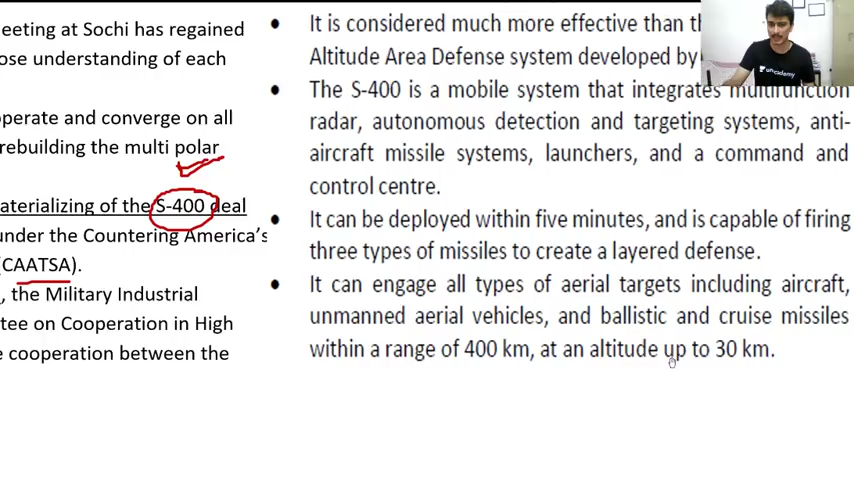 eeting at Sochi has regained
ose understanding of each
perate and converge on all
rebuilding the multi polar
aterializing of the S-400 deal
under the Countering America's
(CAATSA).
, the Military Industrial
tee on Cooperation in High
e cooperation between the
• It is considered much more effective than th
Altitude Area Defense system developed by
• The S-400 is a mobile system that integrates multifunction
radar, autonomous detection and targeting systems, anti-
aircraft missile systems, launchers, and a command and
control centre.
• It can be deployed within five minutes, and is capable of firing
three types of missiles to create a layered defense.
• It can engage all types of aerial targets including aircraft,
unmanned aerial vehicles, and ballistic and cruise missiles
within a range of 400 km, at an altitude up to 30 km.
unacademy